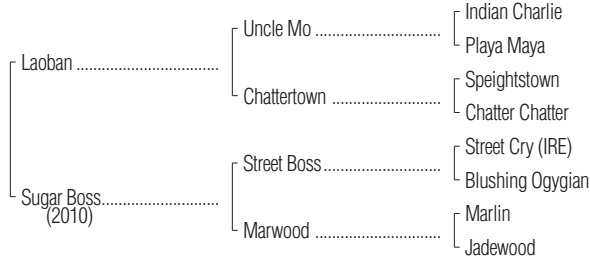 Indian Charlie
Uncle Mo
Playa Maya
Laoban
Speightstown
Chattertown
Chatter Chatter
Street Cry (IRE)
Street Boss
Blushing Ogygian
Sugar Boss
(2010)
Marlin
Marwood
Jadewood